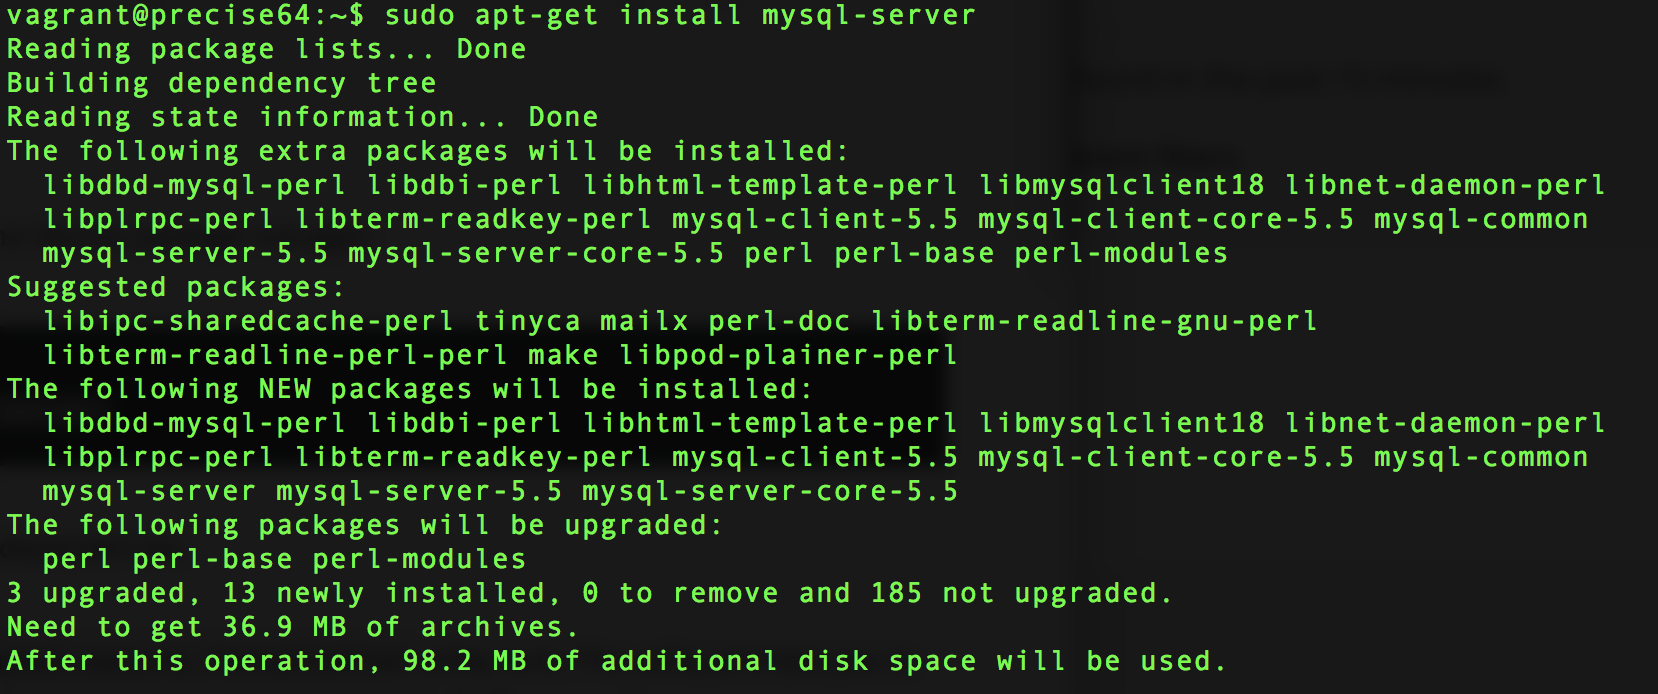 vagrant@precise64:~$ sudo apt-get install mysql-server
Reading package lists... Done
Building dependency tree
Reading state information... Done
The following extra packages will be installed:
  libdbd-mysql-perl libdbi-perl libhtml-template-perl libmysqlclient18 libnet-daemon-perl
  libplrpc-perl libterm-readkey-perl mysql-client-5.5 mysql-client-core-5.5 mysql-common
  mysql-server-5.5 mysql-server-core-5.5 perl perl-base perl-modules
Suggested packages:
  libipc-sharedcache-perl tinyca mailx perl-doc libterm-readline-gnu-perl
  libterm-readline-perl-perl make libpod-plainer-perl
The following NEW packages will be installed:
  libdbd-mysql-perl libdbi-perl libhtml-template-perl libmysqlclient18 libnet-daemon-perl
  libplrpc-perl libterm-readkey-perl mysql-client-5.5 mysql-client-core-5.5 mysql-common
  mysql-server mysql-server-5.5 mysql-server-core-5.5
The following packages will be upgraded:
  perl perl-base perl-modules
3 upgraded, 13 newly installed, 0 to remove and 185 not upgraded.
Need to get 36.9 MB of archives.
After this operation, 98.2 MB of additional disk space will be used.